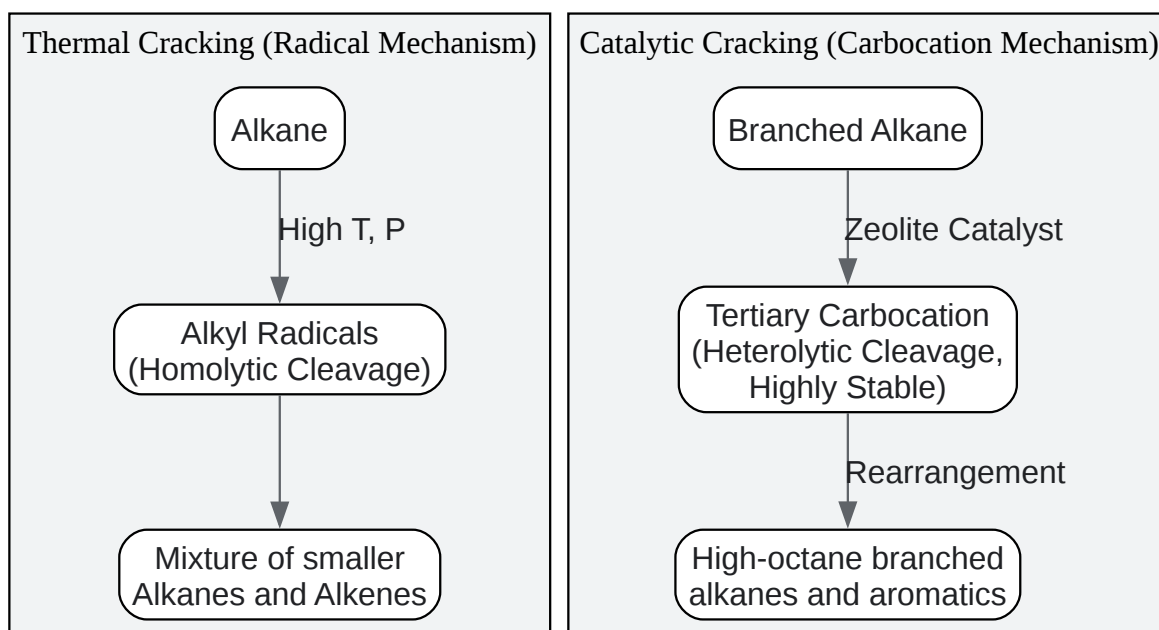 Thermal Cracking (Radical Mechanism)
Alkane
High T, P
Alkyl Radicals
(Homolytic Cleavage)
Mixture of smaller
Alkanes and Alkenes
Catalytic Cracking (Carbocation Mechanism)
Branched Alkane
Zeolite Catalyst
Tertiary Carbocation
(Heterolytic Cleavage,
Highly Stable)
Rearrangement
High-octane branched
alkanes and aromatics